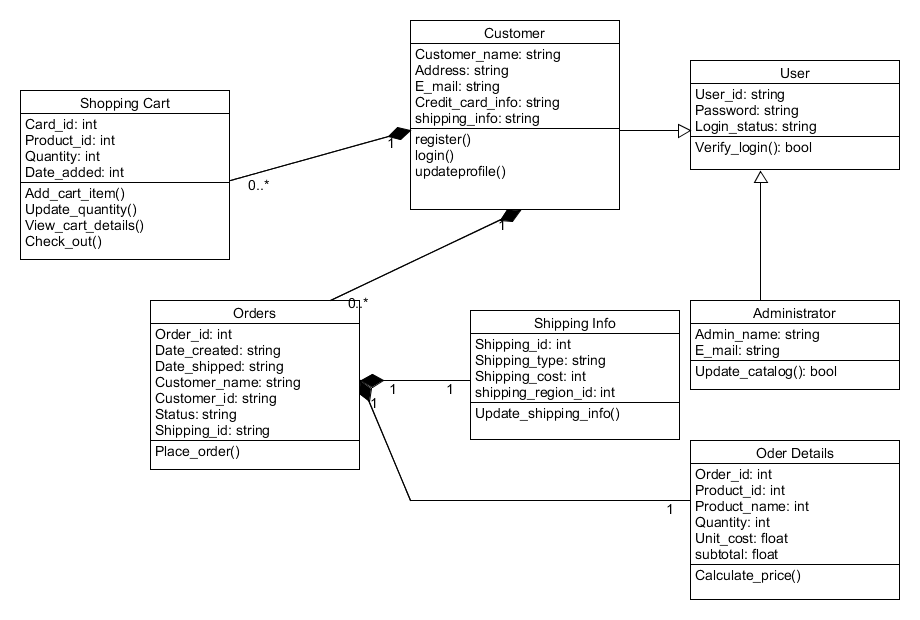 Customer
Customer_name: string
Address: string
E_mail: string
Credit_card_info: string
shipping_info: string
register()
login()
updateprofile()
User
User_id: string
Password: string
Login_status: string
Verify_login(): bool
Shopping Cart
Card_id: int
Product_id: int
Quantity: int
Date_added: int
Add_cart_item()
Update_quantity()
View_cart_details()
Check_out()
1
0..*
1
0..*
Orders
Order_id: int
Date_created: string
Date_shipped: string
Customer_name: string
Customer_id: string
Status: string
Shipping_id: string
Place_order()
1
1
1
1
Shipping Info
Shipping_id: int
Shipping_type: string
Shipping_cost: int
shipping_region_id: int
Update_shipping_info()
Administrator
Admin_name: string
E_mail: string
Update_catalog(): bool
Oder Details
Order_id: int
Product_id: int
Product_name: int
Quantity: int
Unit_cost: float
subtotal: float
Calculate_price()